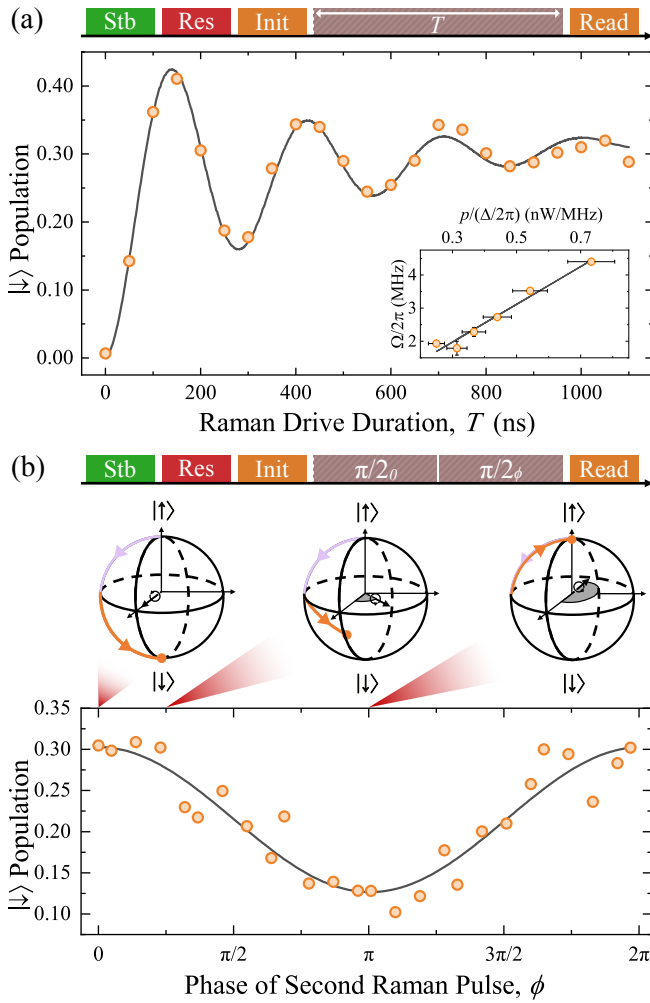 (a)
Stb Res Init T Read
|↓⟩ Population
0.40
0.30
0.20
0.10
0.00
p/(Δ/2π) (nW/MHz)
0.3 0.5 0.7
Ω/2π (MHz)
4
3
2
0 200 400 600 800 1000
Raman Drive Duration, T (ns)
(b)
Stb Res Init π/2₀ π/2ϕ Read
|↑⟩ |↑⟩ |↑⟩
|↓⟩ |↓⟩ |↓⟩
|↓⟩ Population
0.35
0.30
0.25
0.20
0.15
0.10
0 π/2 π 3π/2 2π
Phase of Second Raman Pulse, ϕ